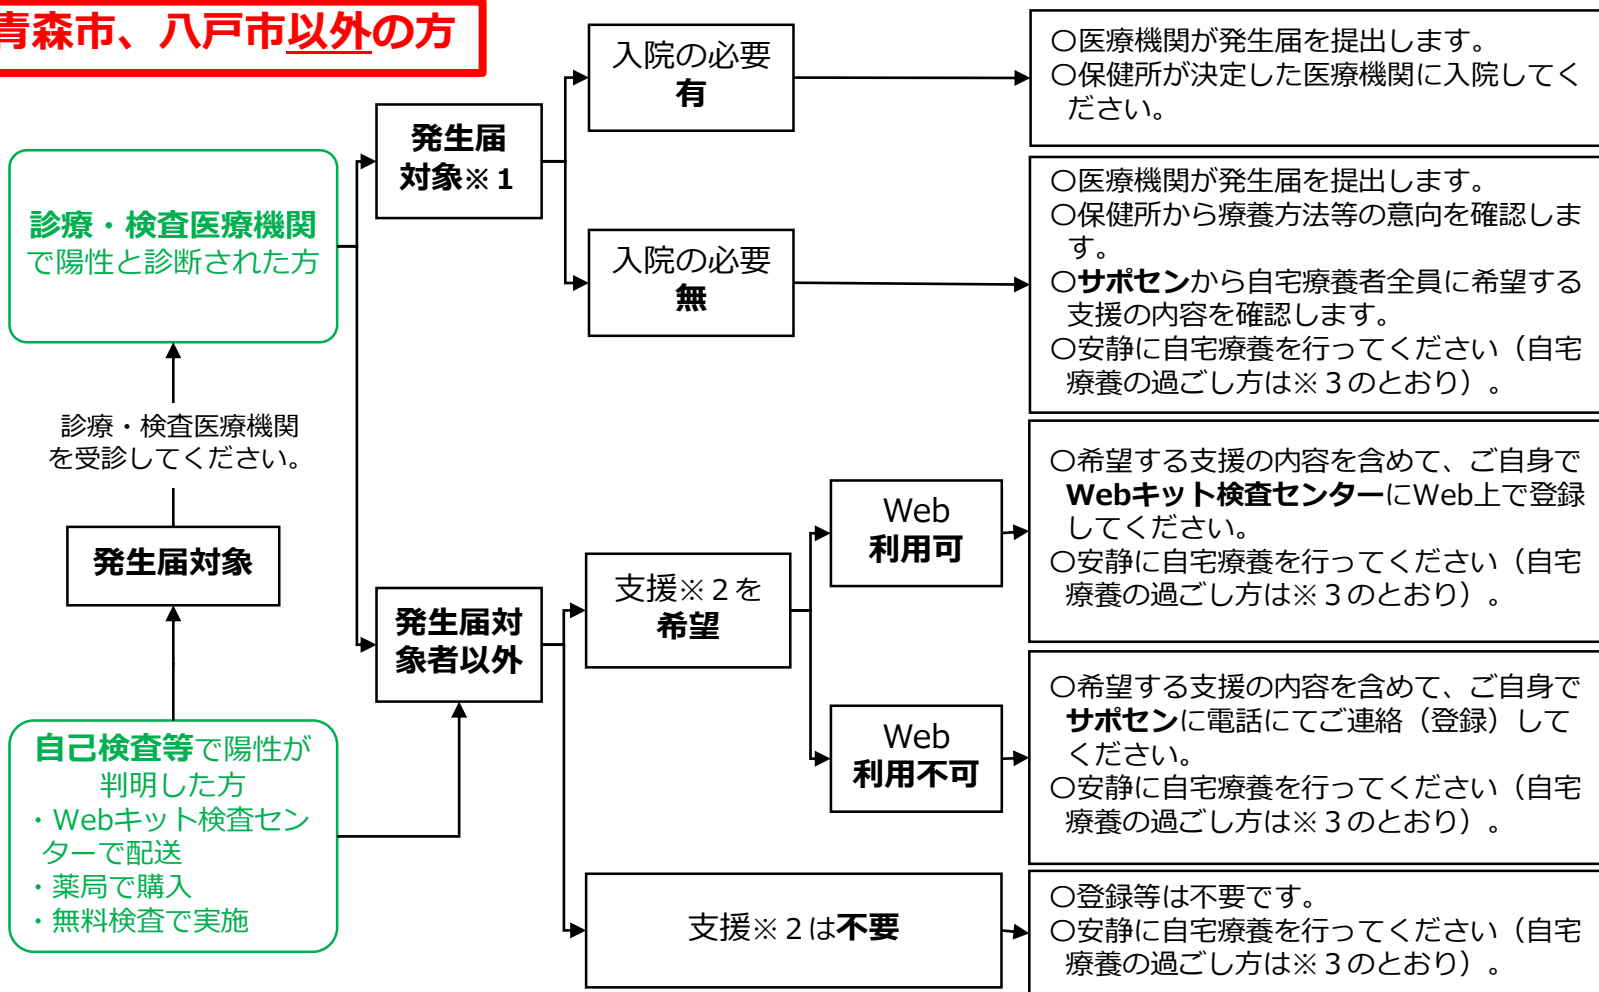 青森市、八戸市以外の方
診療・検査医療機関
で陽性と診断された方
診療・検査医療機関
を受診してください。
発生届対象
自己検査等で陽性が
判明した方
・Webキット検査セン
ターで配送
・薬局で購入
・無料検査で実施
発生届
対象※1
発生届対
象者以外
入院の必要
有
入院の必要
無
支援※2を
希望
Web
利用可
Web
利用不可
支援※2は不要
〇医療機関が発生届を提出します。
〇保健所が決定した医療機関に入院してく
ださい。
〇医療機関が発生届を提出します。
〇保健所から療養方法等の意向を確認しま
す。
〇サポセンから自宅療養者全員に希望する
支援の内容を確認します。
〇安静に自宅療養を行ってください（自宅
療養の過ごし方は※3のとおり）。
〇希望する支援の内容を含めて、ご自身で
Webキット検査センターにWeb上で登録
してください。
〇安静に自宅療養を行ってください（自宅
療養の過ごし方は※3のとおり）。
〇希望する支援の内容を含めて、ご自身で
サポセンに電話にてご連絡（登録）して
ください。
〇安静に自宅療養を行ってください（自宅
療養の過ごし方は※3のとおり）。
〇登録等は不要です。
〇安静に自宅療養を行ってください（自宅
療養の過ごし方は※3のとおり）。